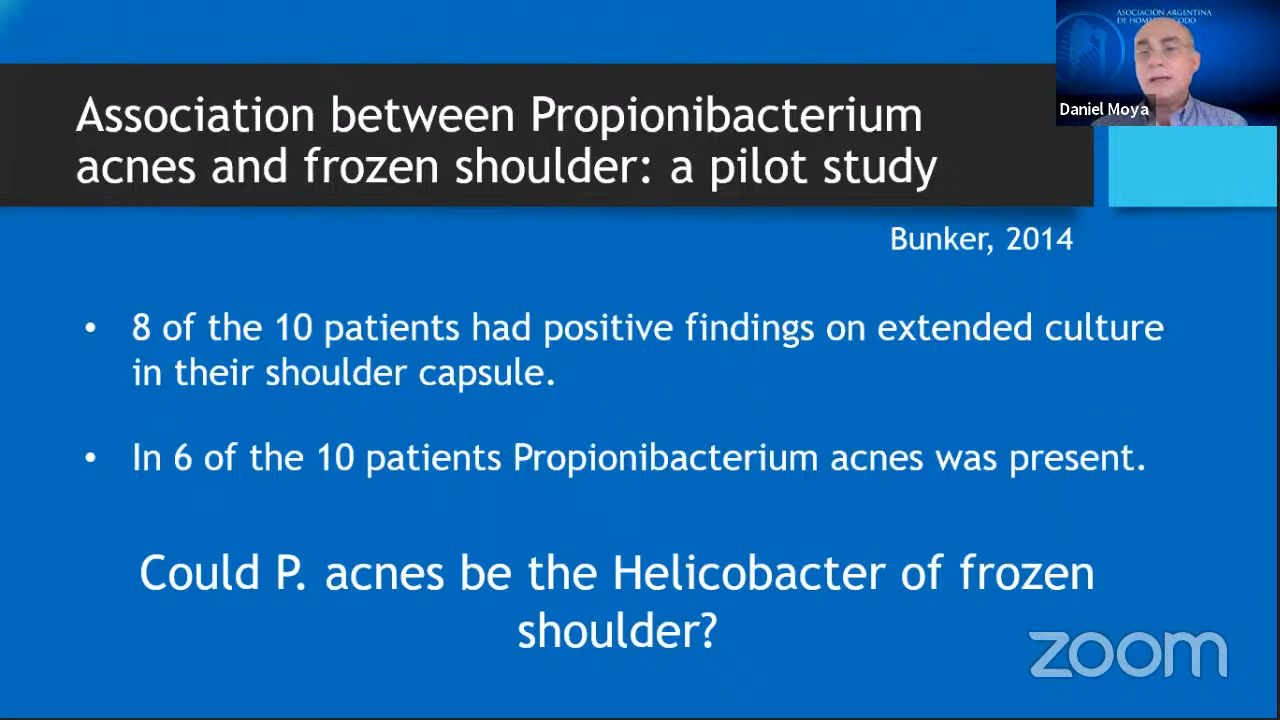 ASOCIACIÓN ARGENTINA
Daniel Moya
Association between Propionibacterium
acnes and frozen shoulder: a pilot study
Bunker, 2014
• 8 of the 10 patients had positive findings on extended culture
in their shoulder capsule.
• In 6 of the 10 patients Propionibacterium acnes was present.
Could P. acnes be the Helicobacter of frozen
shoulder?
zoom